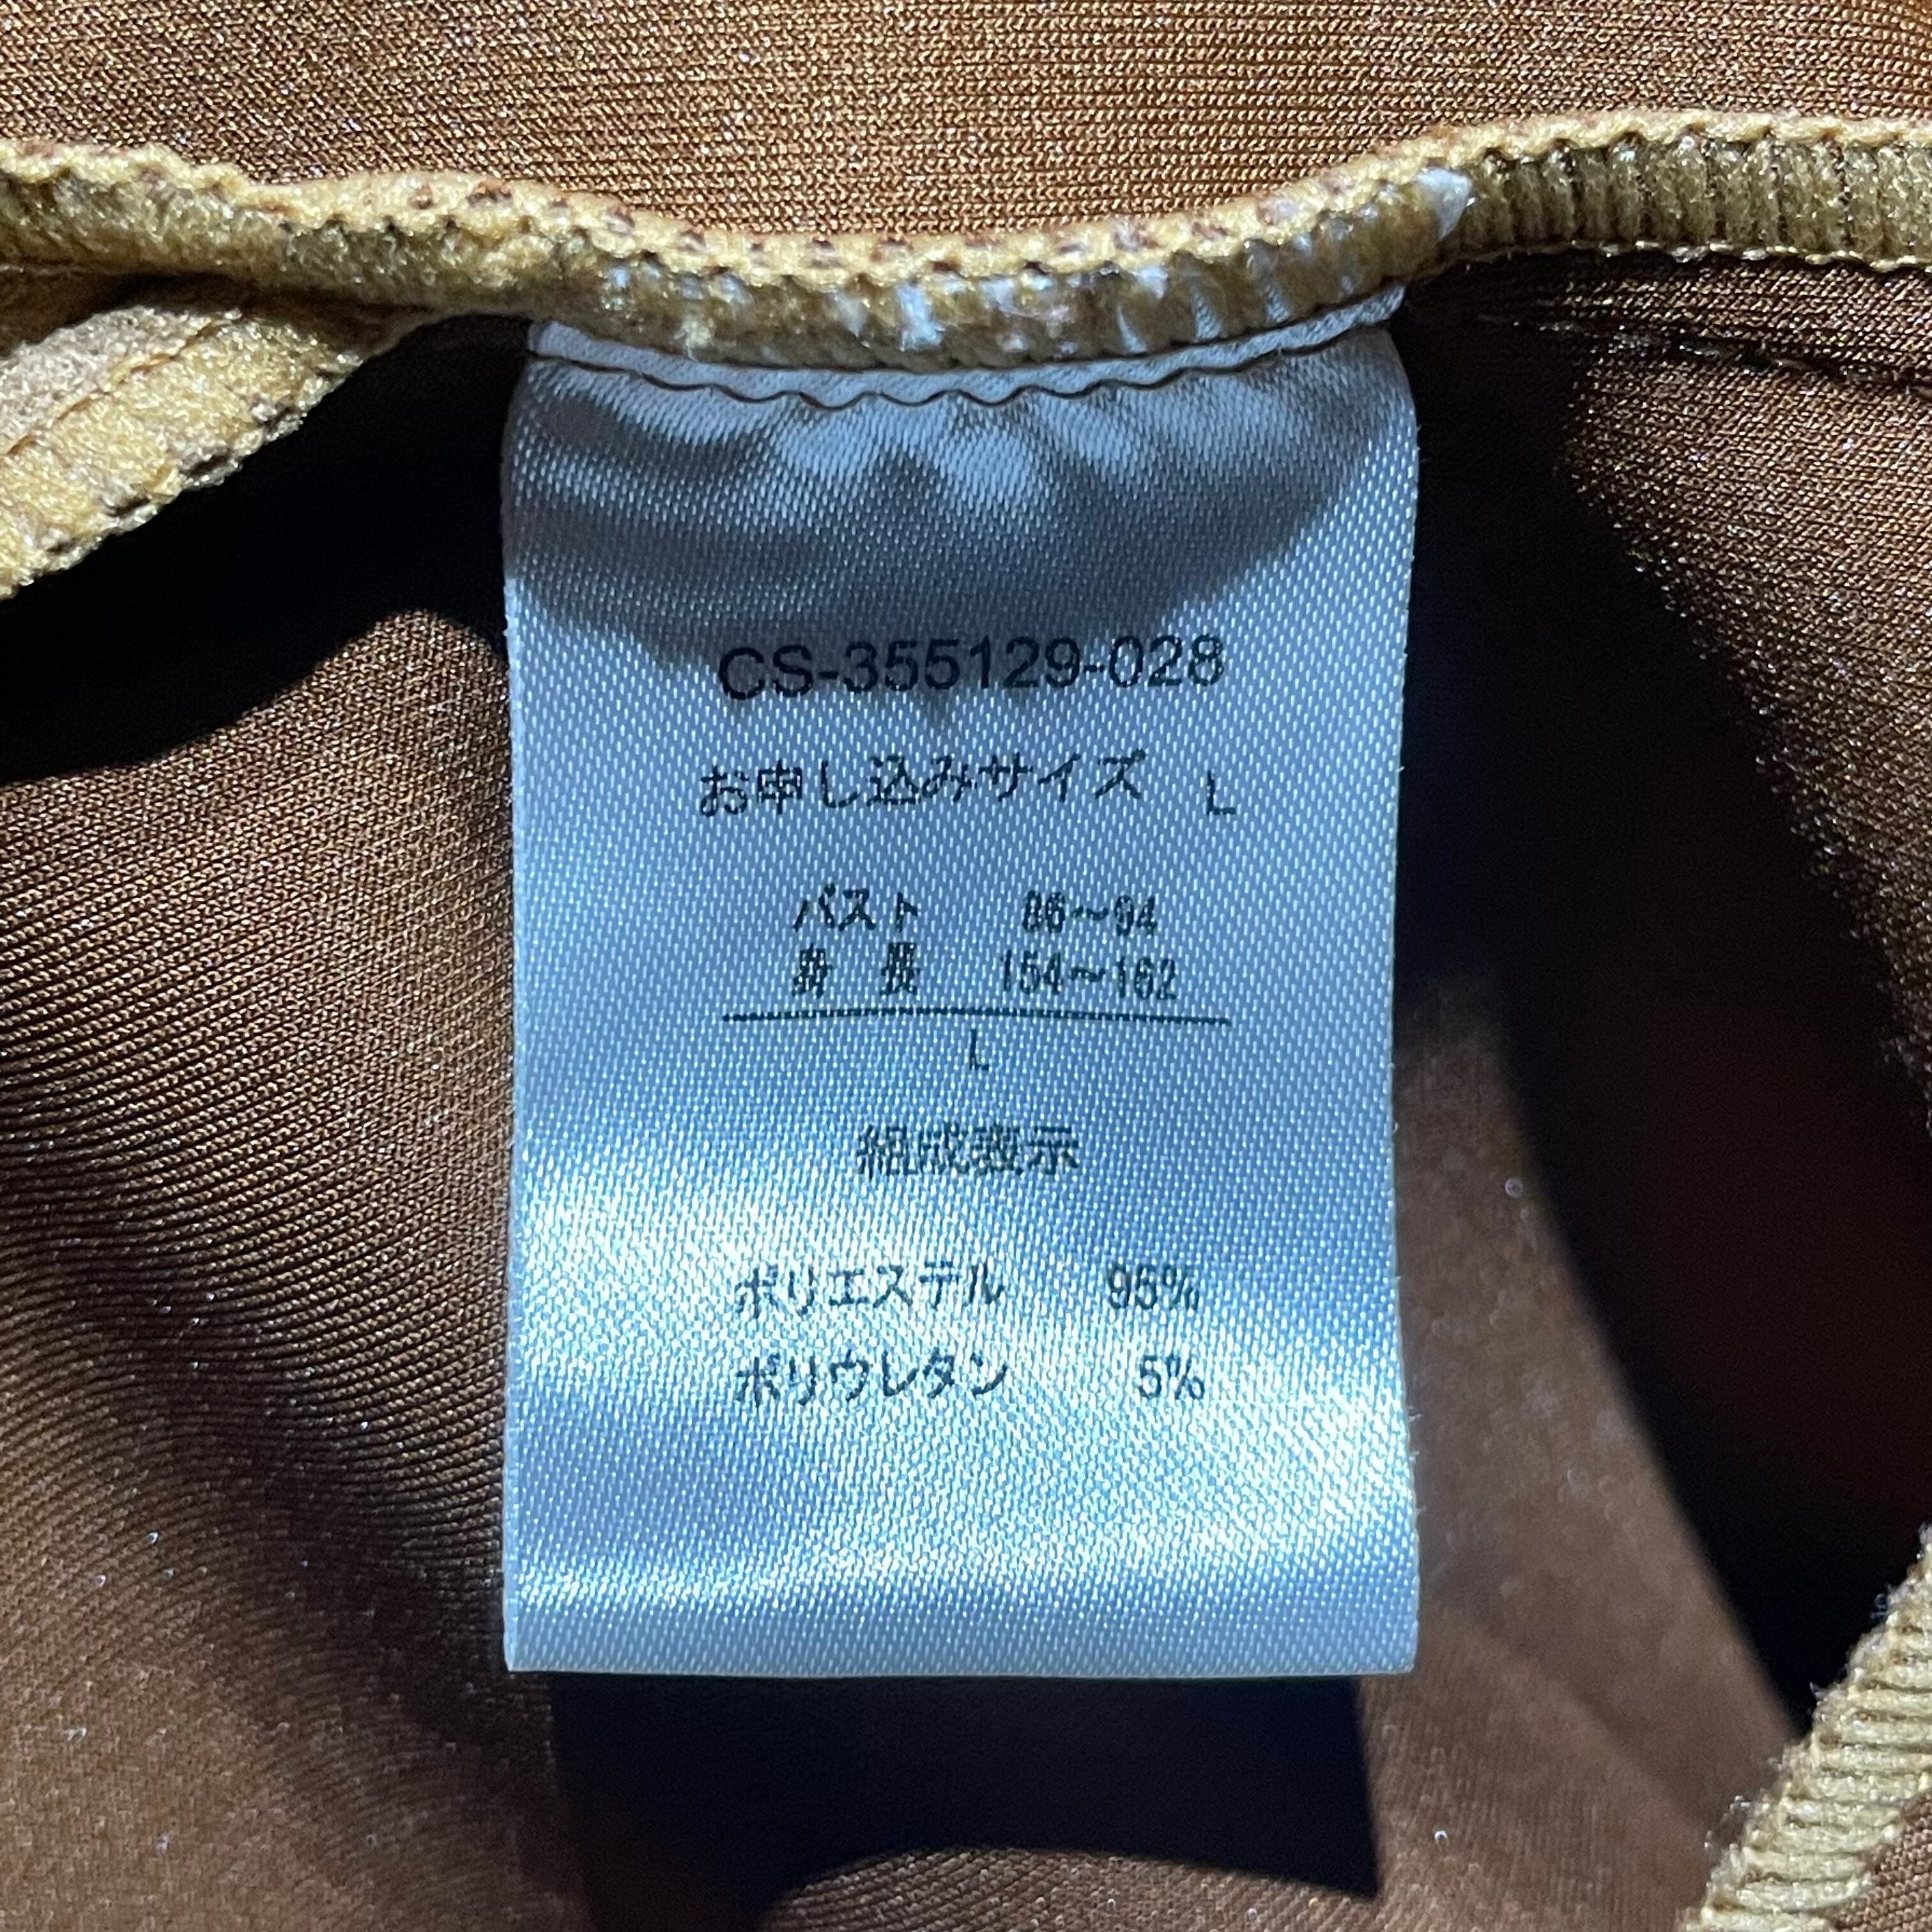 CS-355129-028
お申し込みサイズ L
バスト 86～94
身長 154～162
L
組成表示
ポリエステル 95%
ポリウレタン 5%